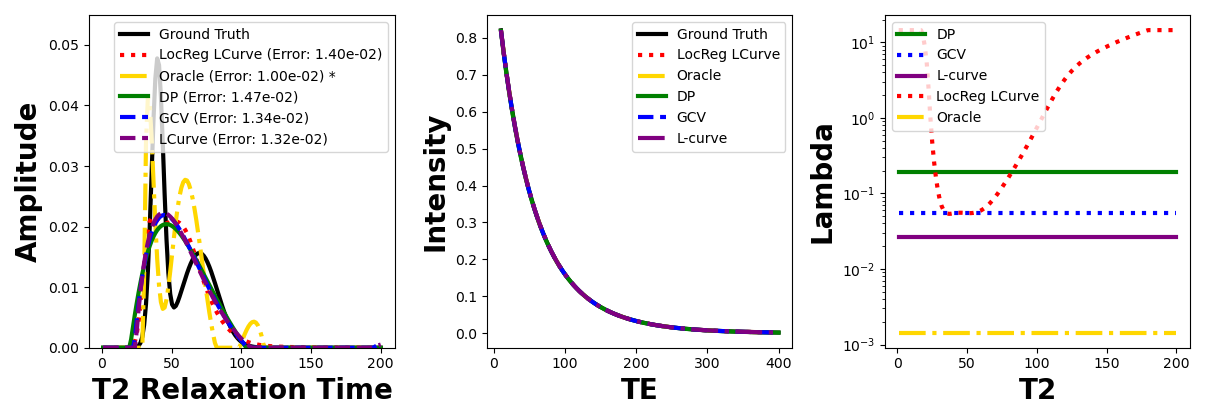 Ground Truth
LocReg LCurve (Error: 1.40e-02)
Oracle (Error: 1.00e-02) *
DP (Error: 1.47e-02)
GCV (Error: 1.34e-02)
LCurve (Error: 1.32e-02)
Amplitude
0.05
0.04
0.03
0.02
0.01
0.00
0 50 100 150 200
T2 Relaxation Time
Ground Truth
LocReg LCurve
Oracle
DP
GCV
L-curve
Intensity
0.8
0.7
0.6
0.5
0.4
0.3
0.2
0.1
0.0
0 100 200 300 400
TE
DP
GCV
L-curve
LocReg LCurve
Oracle
Lambda
10¹
10⁰
10⁻¹
10⁻²
10⁻³
0 50 100 150 200
T2